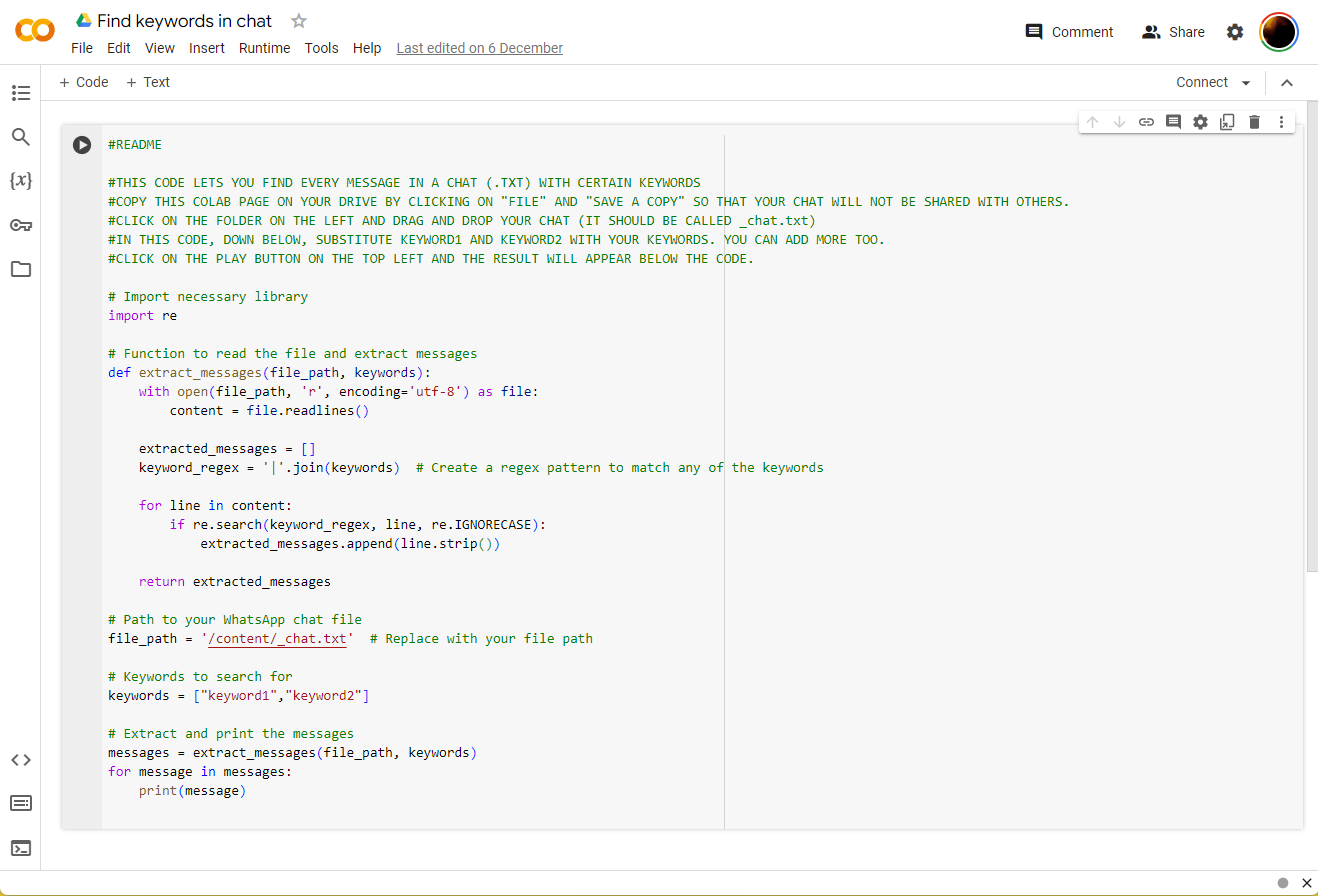 Find keywords in chat
File Edit View Insert Runtime Tools Help Last edited on 6 December
Comment Share
+ Code + Text
Connect
#README
#THIS CODE LETS YOU FIND EVERY MESSAGE IN A CHAT (.TXT) WITH CERTAIN KEYWORDS
#COPY THIS COLAB PAGE ON YOUR DRIVE BY CLICKING ON "FILE" AND "SAVE A COPY" SO THAT YOUR CHAT WILL NOT BE SHARED WITH OTHERS.
#CLICK ON THE FOLDER ON THE LEFT AND DRAG AND DROP YOUR CHAT (IT SHOULD BE CALLED _chat.txt)
#IN THIS CODE, DOWN BELOW, SUBSTITUTE KEYWORD1 AND KEYWORD2 WITH YOUR KEYWORDS. YOU CAN ADD MORE TOO.
#CLICK ON THE PLAY BUTTON ON THE TOP LEFT AND THE RESULT WILL APPEAR BELOW THE CODE.
# Import necessary library
import re
# Function to read the file and extract messages
def extract_messages(file_path, keywords):
    with open(file_path, 'r', encoding='utf-8') as file:
        content = file.readlines()
    extracted_messages = []
    keyword_regex = '|'.join(keywords)  # Create a regex pattern to match any of the keywords
    for line in content:
        if re.search(keyword_regex, line, re.IGNORECASE):
            extracted_messages.append(line.strip())
    return extracted_messages
# Path to your WhatsApp chat file
file_path = '/content/_chat.txt'  # Replace with your file path
# Keywords to search for
keywords = ["keyword1","keyword2"]
# Extract and print the messages
messages = extract_messages(file_path, keywords)
for message in messages:
    print(message)